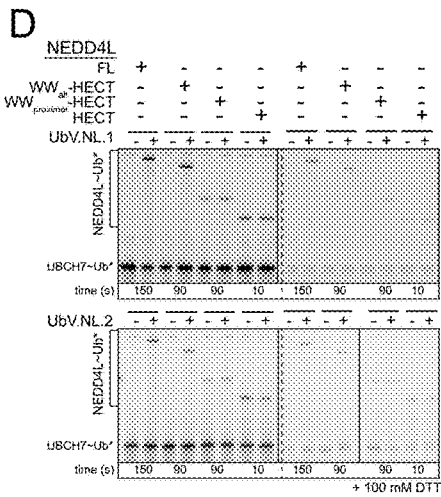 D
NEDD4L
FL + - - - + - - -
WWall-HECT - + - - - + - -
WWproximal-HECT - - + - - - + -
HECT - - - + - - - +
UbV.NL.1 - + - + - + - + - + - + - + - +
NEDD4L~Ub*
UBCH7~Ub*
time (s) 150 90 90 10 150 90 90 10
UbV.NL.2 - + - + - + - + - + - + - + - +
NEDD4L~Ub*
UBCH7~Ub*
time (s) 150 90 90 10 150 90 90 10
+ 100 mM DTT